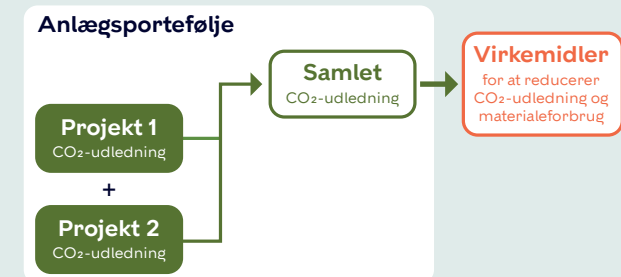 Anlægsportefølje
Projekt 1
CO₂-udledning
+
Projekt 2
CO₂-udledning
Samlet
CO₂-udledning
Virkemidler
for at reducerer
CO₂-udledning og
materialeforbrug